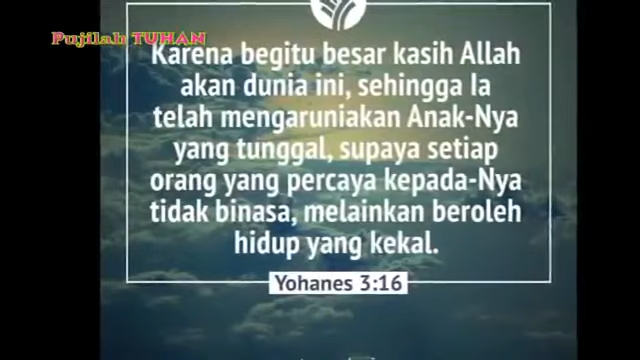 Pujilah TUHAN
Karena begitu besar kasih Allah
akan dunia ini, sehingga Ia
telah mengaruniakan Anak-Nya
yang tunggal, supaya setiap
orang yang percaya kepada-Nya
tidak binasa, melainkan beroleh
hidup yang kekal.
Yohanes 3:16